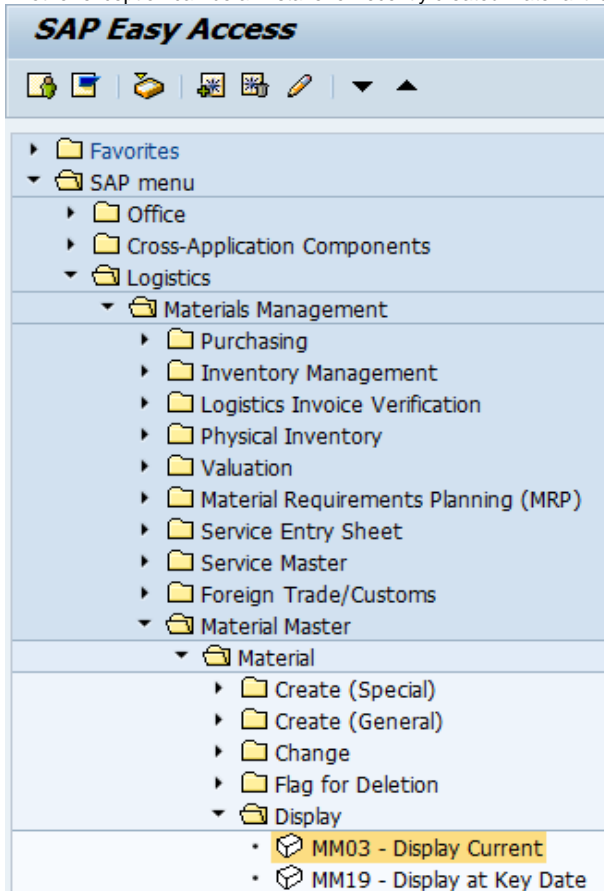 SAP Easy Access
Favorites
SAP menu
Office
Cross-Application Components
Logistics
Materials Management
Purchasing
Inventory Management
Logistics Invoice Verification
Physical Inventory
Valuation
Material Requirements Planning (MRP)
Service Entry Sheet
Service Master
Foreign Trade/Customs
Material Master
Material
Create (Special)
Create (General)
Change
Flag for Deletion
Display
MM03 - Display Current
MM19 - Display at Key Date